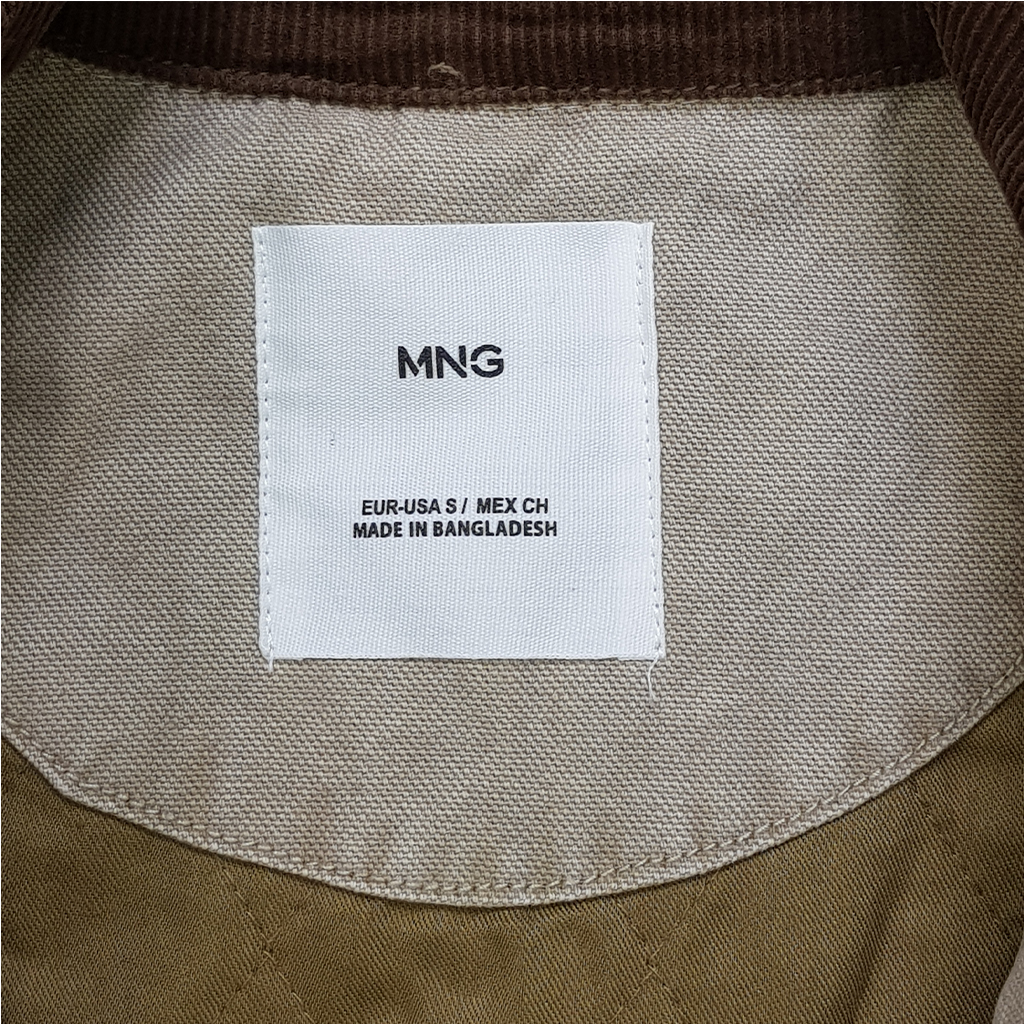 MNG
EUR-USA S / MEX CH
MADE IN BANGLADESH